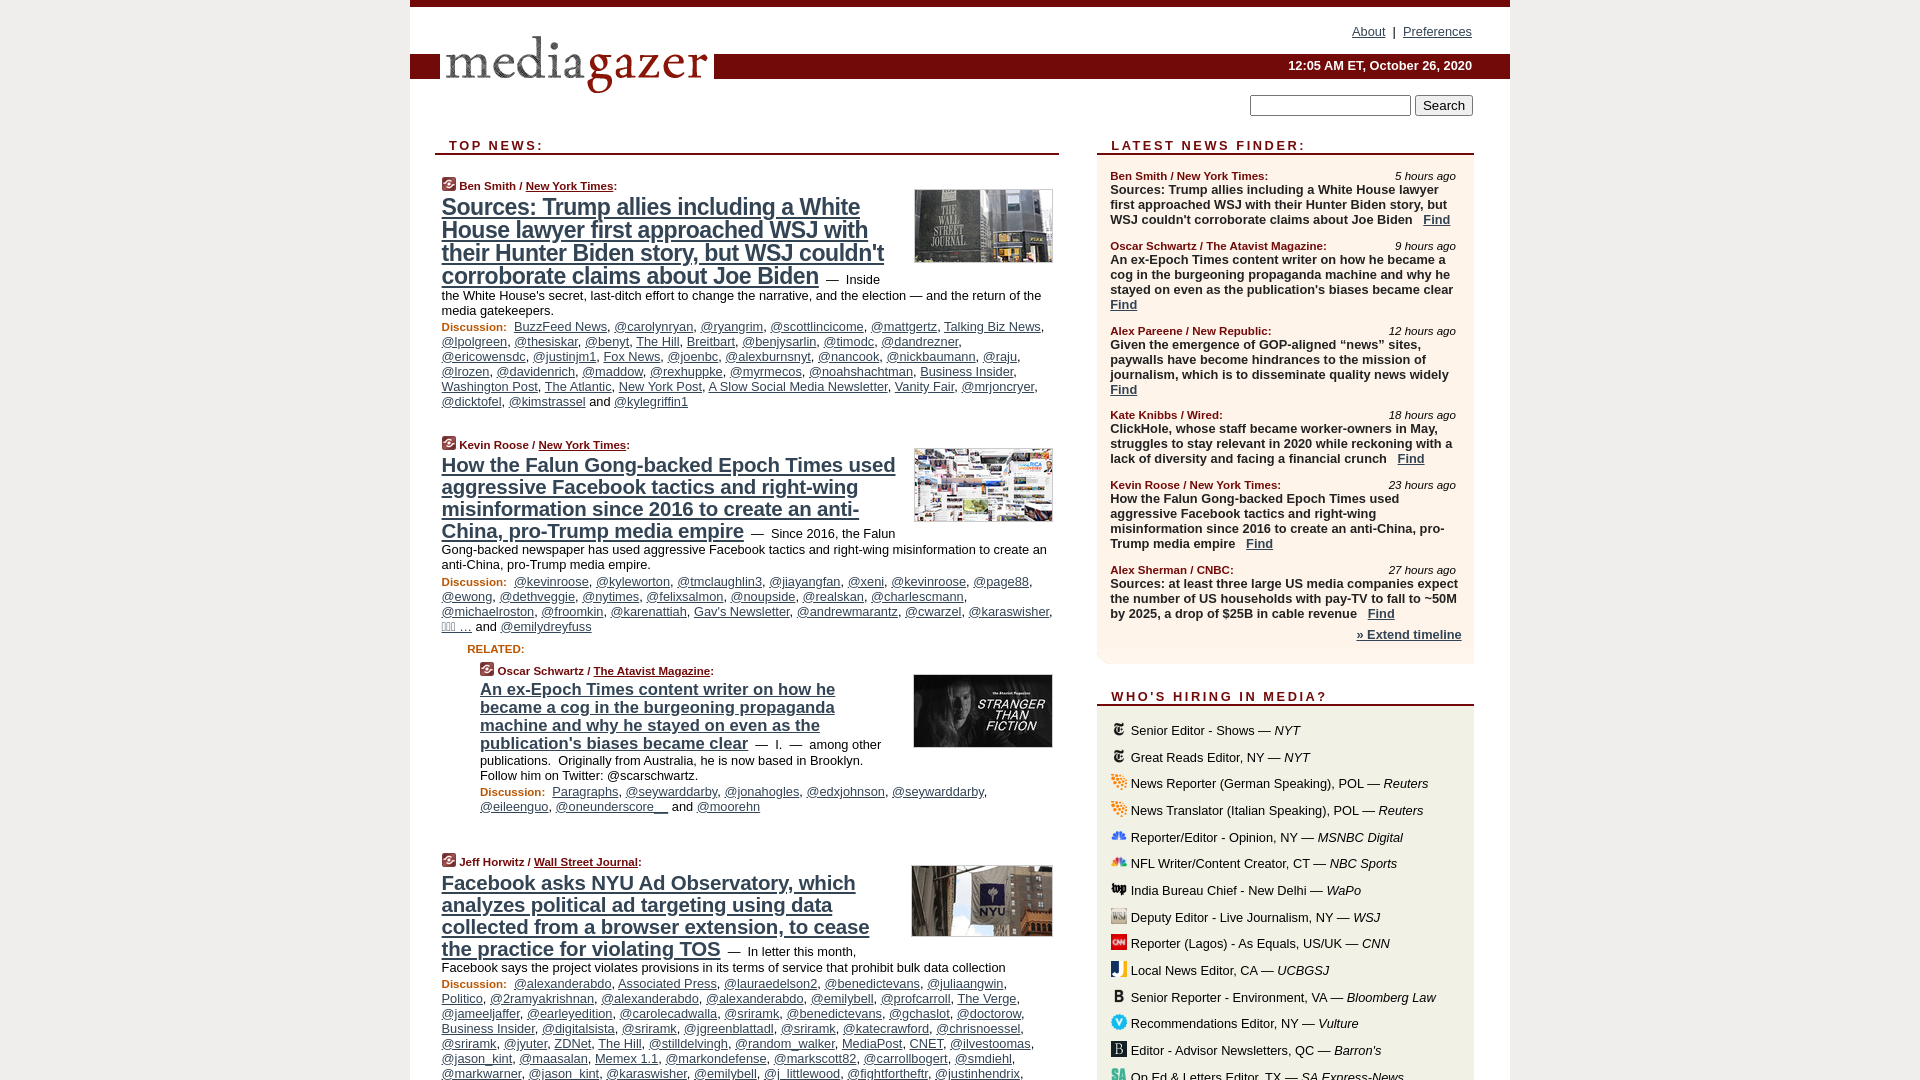 About | Preferences
mediagazer
12:05 AM ET, October 26, 2020
Search
TOP NEWS:
Ben Smith / New York Times:
Sources: Trump allies including a White
House lawyer first approached WSJ with
their Hunter Biden story, but WSJ couldn't
corroborate claims about Joe Biden — Inside
the White House's secret, last-ditch effort to change the narrative, and the election — and the return of the
media gatekeepers.
Discussion: BuzzFeed News, @carolynryan, @ryangrim, @scottlincicome, @mattgertz, Talking Biz News,
@lpolgreen, @thesiskar, @benyt, The Hill, Breitbart, @benjysarlin, @timodc, @dandrezner,
@ericowensdc, @justinjm1, Fox News, @joenbc, @alexburnsnyt, @nancook, @nickbaumann, @raju,
@lrozen, @davidenrich, @maddow, @rexhuppke, @myrmecos, @noahshachtman, Business Insider,
Washington Post, The Atlantic, New York Post, A Slow Social Media Newsletter, Vanity Fair, @mrjoncryer,
@dicktofel, @kimstrassel and @kylegriffin1
THE WALL STREET JOURNAL
Kevin Roose / New York Times:
How the Falun Gong-backed Epoch Times used
aggressive Facebook tactics and right-wing
misinformation since 2016 to create an anti-
China, pro-Trump media empire — Since 2016, the Falun
Gong-backed newspaper has used aggressive Facebook tactics and right-wing misinformation to create an
anti-China, pro-Trump media empire.
Discussion: @kevinroose, @kyleworton, @tmclaughlin3, @jiayangfan, @xeni, @kevinroose, @page88,
@ewong, @dethveggie, @nytimes, @felixsalmon, @noupside, @realskan, @charlescmann,
@michaelroston, @froomkin, @karenattiah, Gav's Newsletter, @andrewmarantz, @cwarzel, @karaswisher,
… and @emilydreyfuss
RELATED:
Oscar Schwartz / The Atavist Magazine:
An ex-Epoch Times content writer on how he
became a cog in the burgeoning propaganda
machine and why he stayed on even as the
publication's biases became clear — I. — among other
publications. Originally from Australia, he is now based in Brooklyn.
Follow him on Twitter: @scarschwartz.
Discussion: Paragraphs, @seywarddarby, @jonahogles, @edxjohnson, @seywarddarby,
@eileenguo, @oneunderscore__ and @moorehn
the Atavist Magazine
STRANGER
THAN
FICTION
Jeff Horwitz / Wall Street Journal:
Facebook asks NYU Ad Observatory, which
analyzes political ad targeting using data
collected from a browser extension, to cease
the practice for violating TOS — In letter this month,
Facebook says the project violates provisions in its terms of service that prohibit bulk data collection
Discussion: @alexanderabdo, Associated Press, @lauraedelson2, @benedictevans, @juliaangwin,
Politico, @2ramyakrishnan, @alexanderabdo, @alexanderabdo, @emilybell, @profcarroll, The Verge,
@jameeljaffer, @earleyedition, @carolecadwalla, @sriramk, @benedictevans, @gchaslot, @doctorow,
Business Insider, @digitalsista, @sriramk, @jgreenblattadl, @sriramk, @katecrawford, @chrisnoessel,
@sriramk, @jyuter, ZDNet, The Hill, @stilldelvingh, @random_walker, MediaPost, CNET, @ilvestoomas,
@jason_kint, @maasalan, Memex 1.1, @markondefense, @markscott82, @carrollbogert, @smdiehl,
@markwarner, @jason_kint, @karaswisher, @emilybell, @j_littlewood, @fightfortheftr, @justinhendrix,
NYU
LATEST NEWS FINDER:
Ben Smith / New York Times: 5 hours ago
Sources: Trump allies including a White House lawyer
first approached WSJ with their Hunter Biden story, but
WSJ couldn't corroborate claims about Joe Biden Find
Oscar Schwartz / The Atavist Magazine: 9 hours ago
An ex-Epoch Times content writer on how he became a
cog in the burgeoning propaganda machine and why he
stayed on even as the publication's biases became clear
Find
Alex Pareene / New Republic: 12 hours ago
Given the emergence of GOP-aligned “news” sites,
paywalls have become hindrances to the mission of
journalism, which is to disseminate quality news widely
Find
Kate Knibbs / Wired: 18 hours ago
ClickHole, whose staff became worker-owners in May,
struggles to stay relevant in 2020 while reckoning with a
lack of diversity and facing a financial crunch Find
Kevin Roose / New York Times: 23 hours ago
How the Falun Gong-backed Epoch Times used
aggressive Facebook tactics and right-wing
misinformation since 2016 to create an anti-China, pro-
Trump media empire Find
Alex Sherman / CNBC: 27 hours ago
Sources: at least three large US media companies expect
the number of US households with pay-TV to fall to ~50M
by 2025, a drop of $25B in cable revenue Find
» Extend timeline
WHO'S HIRING IN MEDIA?
Senior Editor - Shows — NYT
Great Reads Editor, NY — NYT
News Reporter (German Speaking), POL — Reuters
News Translator (Italian Speaking), POL — Reuters
Reporter/Editor - Opinion, NY — MSNBC Digital
NFL Writer/Content Creator, CT — NBC Sports
India Bureau Chief - New Delhi — WaPo
Deputy Editor - Live Journalism, NY — WSJ
Reporter (Lagos) - As Equals, US/UK — CNN
Local News Editor, CA — UCBGSJ
Senior Reporter - Environment, VA — Bloomberg Law
Recommendations Editor, NY — Vulture
Editor - Advisor Newsletters, QC — Barron's
Op Ed & Letters Editor, TX — SA Express-News